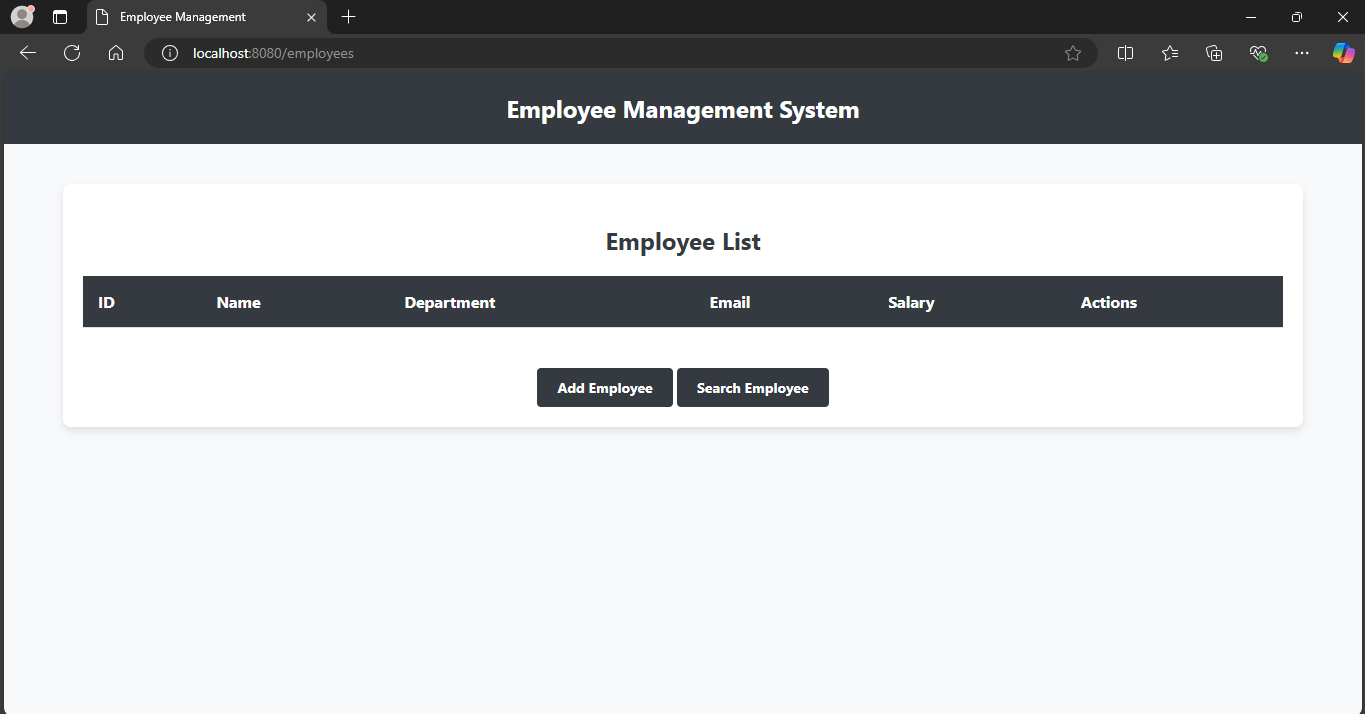 Employee Management
localhost:8080/employees
Employee Management System
Employee List
ID Name Department Email Salary Actions
Add Employee Search Employee